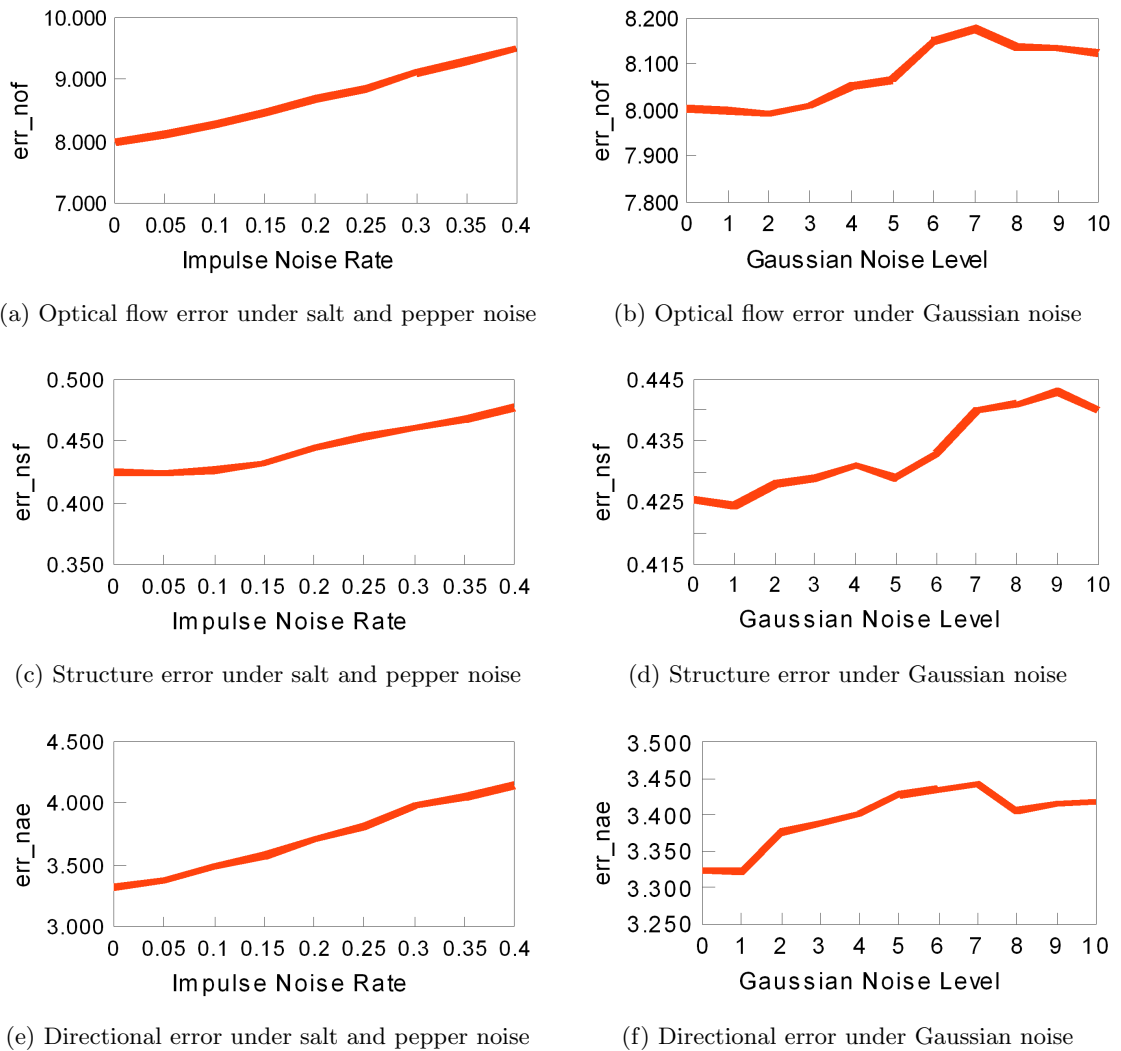 10.000
9.000
8.000
7.000
err_nof
0 0.05 0.1 0.15 0.2 0.25 0.3 0.35 0.4
Impulse Noise Rate
(a) Optical flow error under salt and pepper noise
8.200
8.100
8.000
7.900
7.800
err_nof
0 1 2 3 4 5 6 7 8 9 10
Gaussian Noise Level
(b) Optical flow error under Gaussian noise
0.500
0.450
0.400
0.350
err_nsf
0 0.05 0.1 0.15 0.2 0.25 0.3 0.35 0.4
Impulse Noise Rate
(c) Structure error under salt and pepper noise
0.445
0.435
0.425
0.415
err_nsf
0 1 2 3 4 5 6 7 8 9 10
Gaussian Noise Level
(d) Structure error under Gaussian noise
4.500
4.000
3.500
3.000
err_nae
0 0.05 0.1 0.15 0.2 0.25 0.3 0.35 0.4
Impulse Noise Rate
(e) Directional error under salt and pepper noise
3.500
3.450
3.400
3.350
3.300
3.250
err_nae
0 1 2 3 4 5 6 7 8 9 10
Gaussian Noise Level
(f) Directional error under Gaussian noise